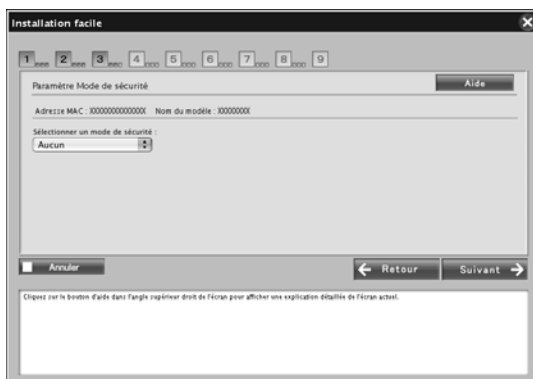 Installation facile
1 2 3 4 5 6 7 8 9
Paramètre Mode de sécurité
Aide
Adresse MAC : XXXXXXXXXXXXXX Nom du modèle : XXXXXXXX
Sélectionner un mode de sécurité :
Aucun
Annuler
Retour
Suivant
Cliquez sur le bouton d'aide dans l'angle supérieur droit de l'écran pour afficher une explication détaillée de l'écran actuel.